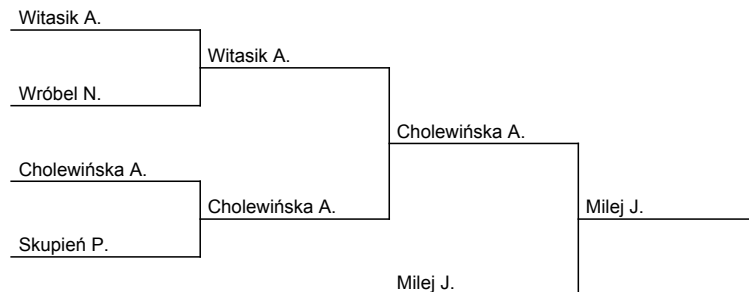 Witasik A.
Witasik A.
Wróbel N.
Cholewińska A.
Cholewińska A.
Cholewińska A.
Milej J.
Skupień P.
Milej J.